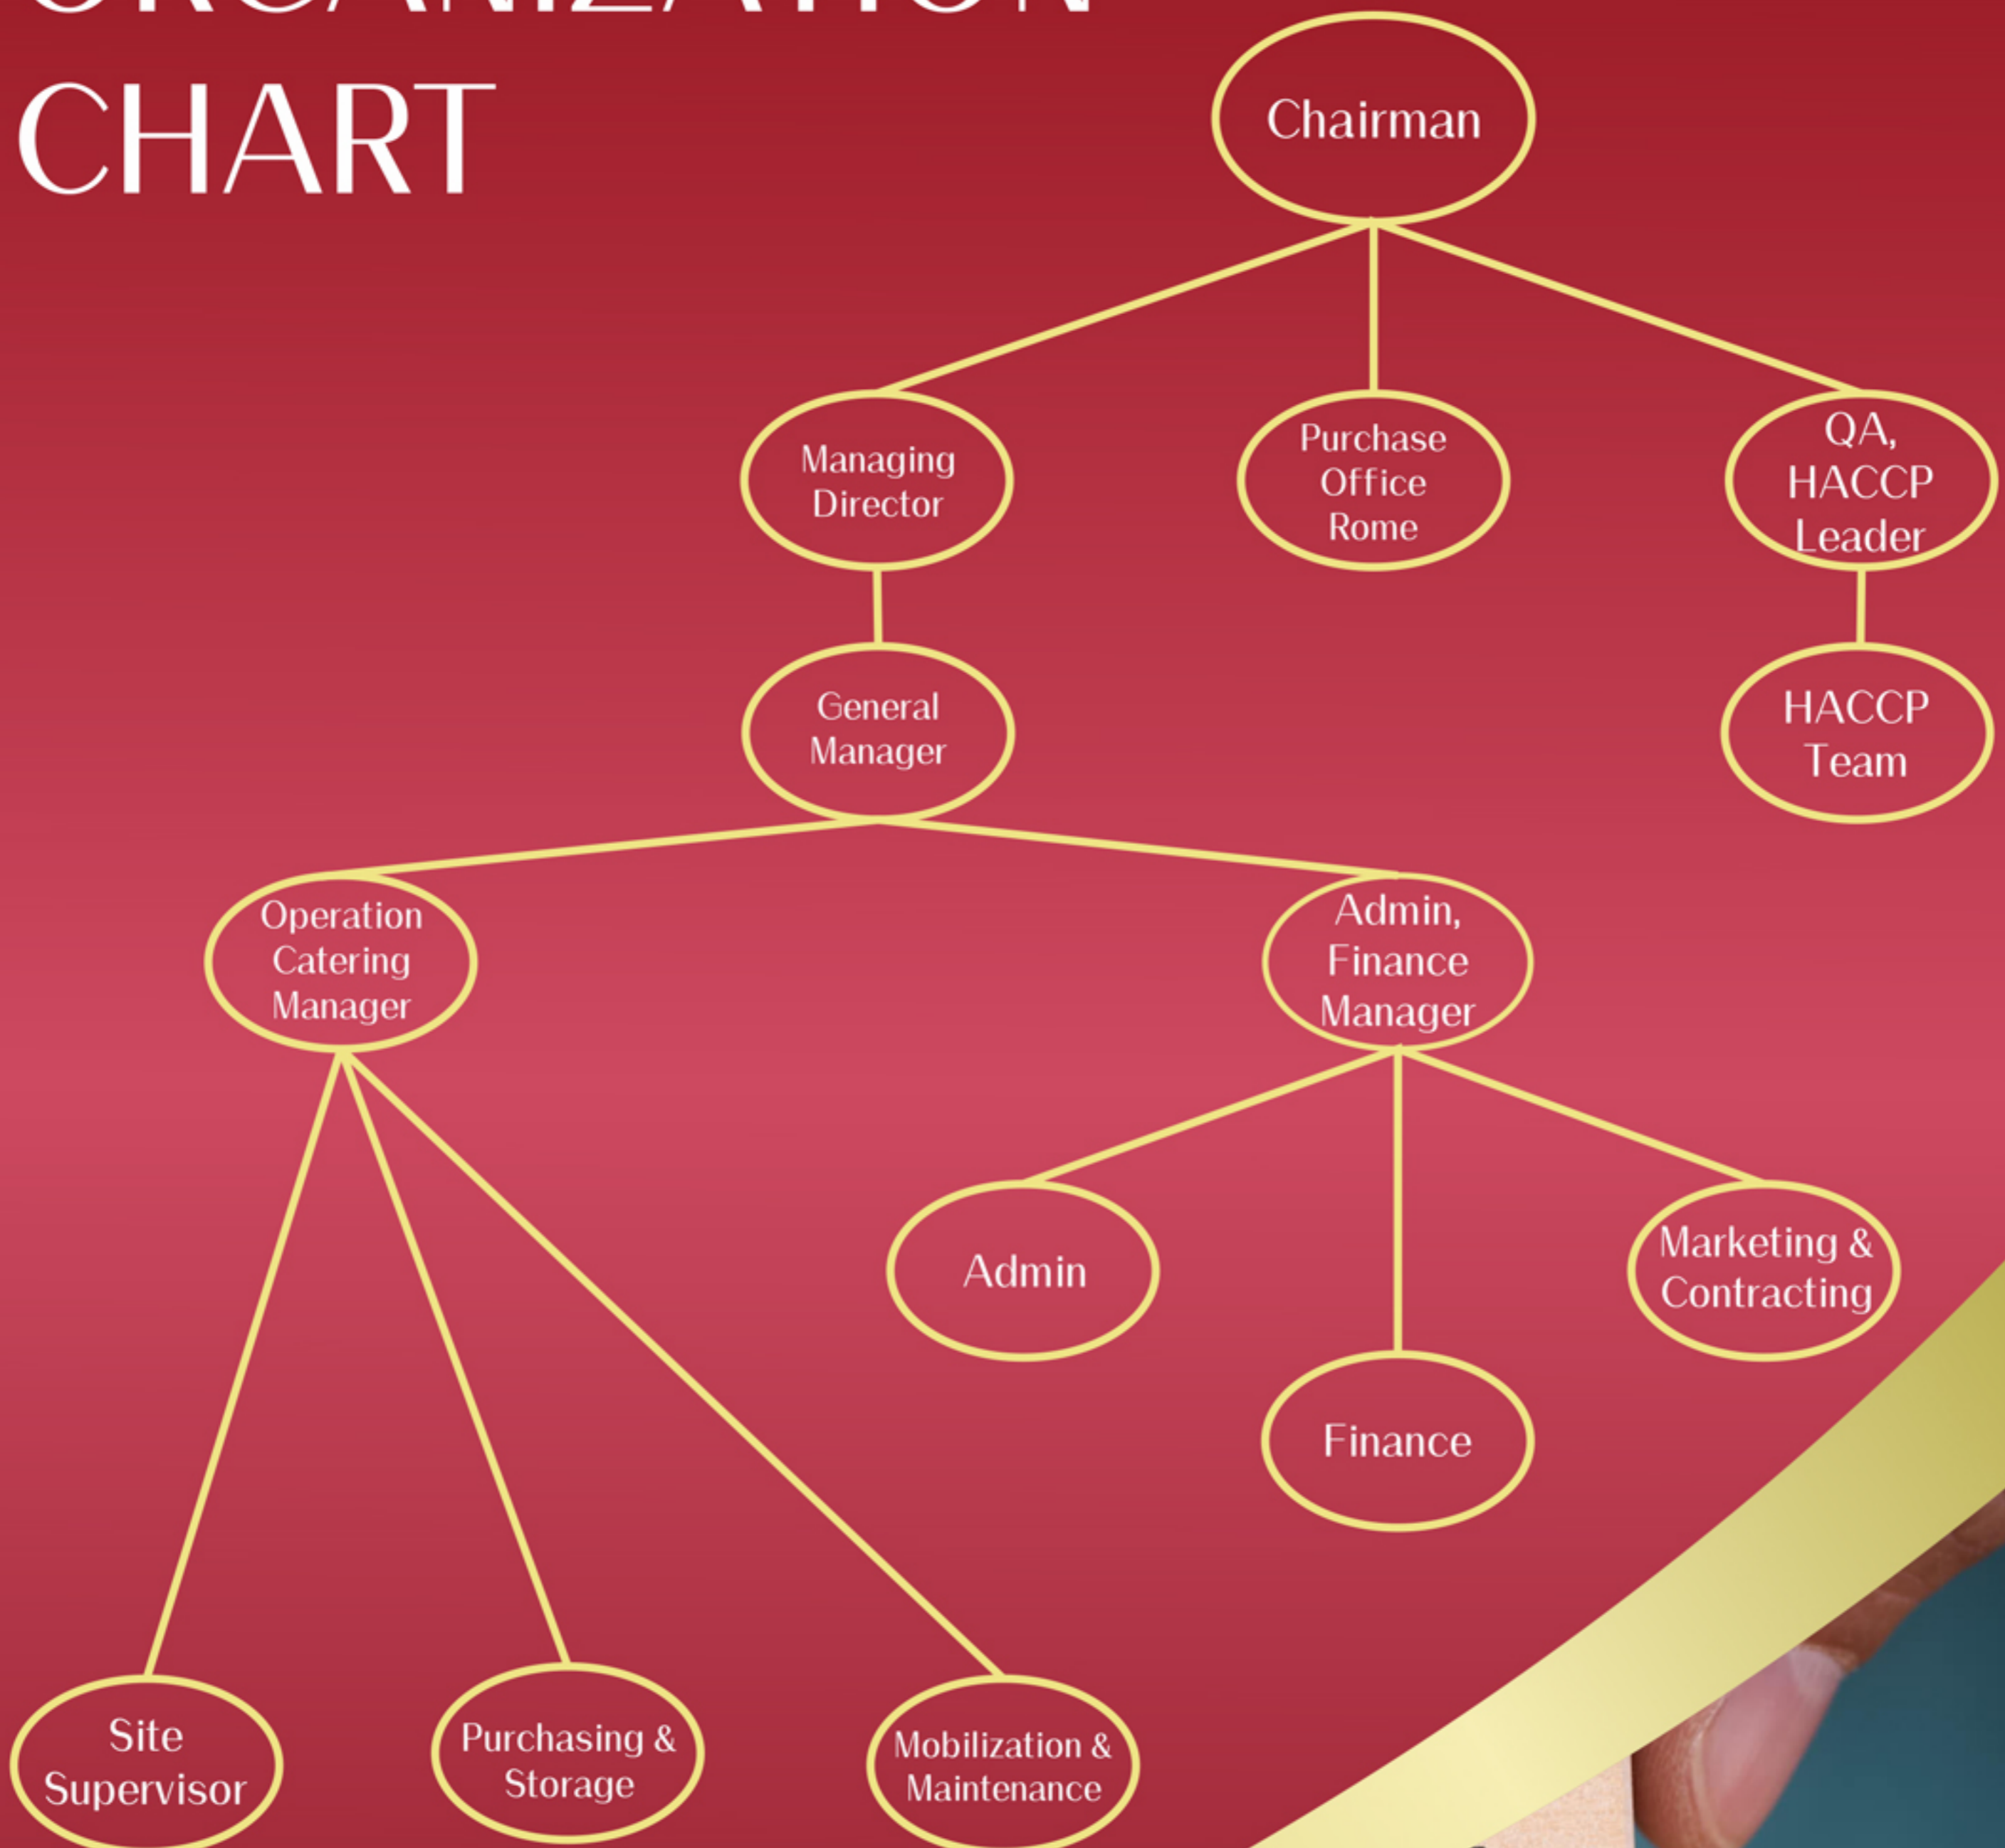 ORGANIZATION
CHART
Chairman
Managing
Director
Purchase
Office
Rome
QA,
HACCP
Leader
General
Manager
HACCP
Team
Operation
Catering
Manager
Admin,
Finance
Manager
Admin
Marketing &
Contracting
Finance
Site
Supervisor
Purchasing &
Storage
Mobilization &
Maintenance